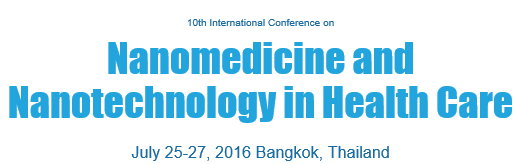 10th International Conference on
Nanomedicine and
Nanotechnology in Health Care
July 25-27, 2016 Bangkok, Thailand